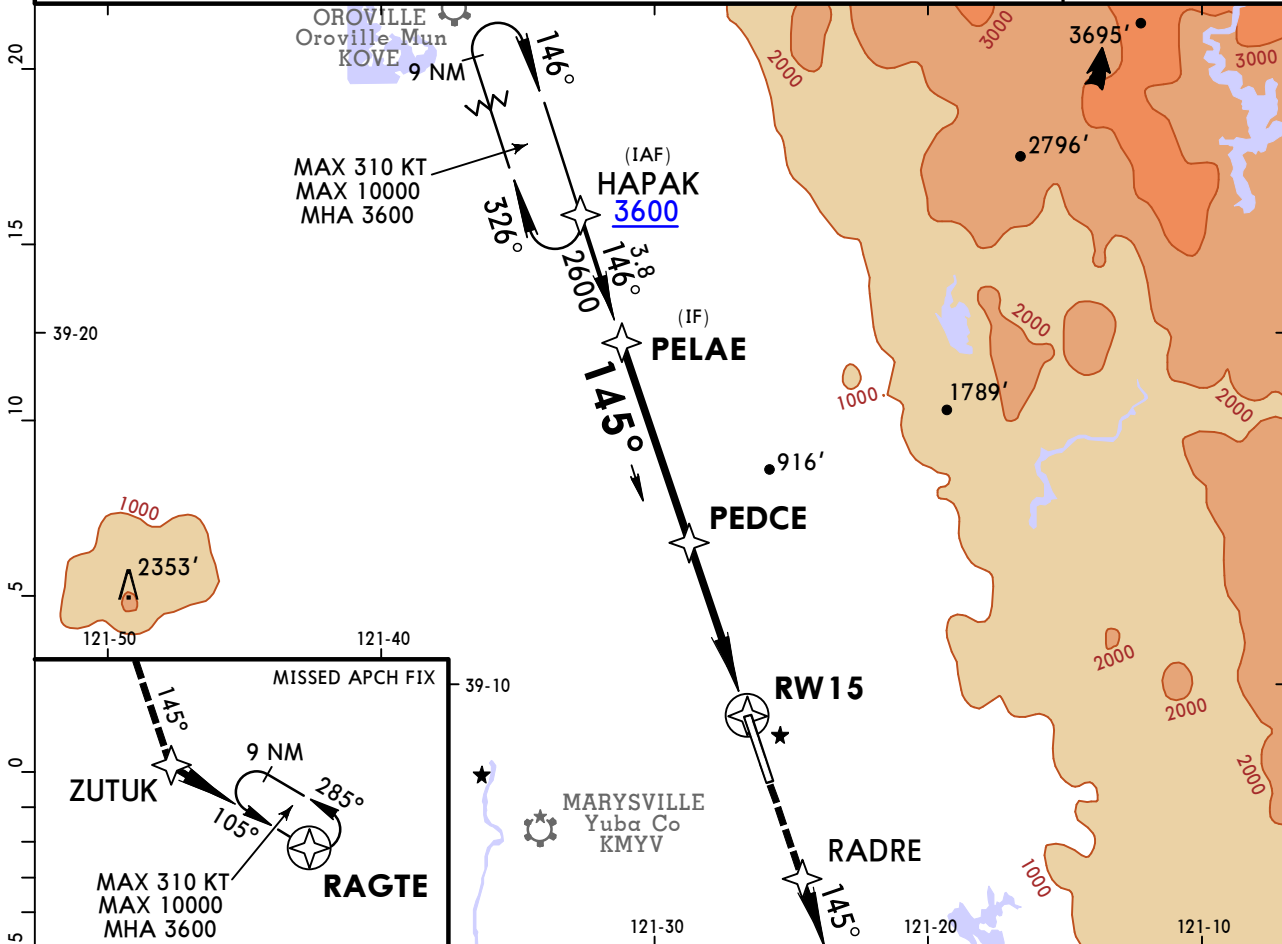 OROVILLE
Oroville Mun
KOVE
20
9 NM
146°
3000
2000
3695′
3000
2796′
MAX 310 KT
MAX 10000
MHA 3600
(IAF)
HAPAK
3600
326°
15
2600
146°
3.8
39-20
(IF)
PELAE
2000
1000
1789′
2000
145°
10
916′
PEDCE
1000
2353′
5
121-50
121-40
2000
2000
2000
MISSED APCH FIX
39-10
RW15
145°
9 NM
285°
ZUTUK
105°
0
MARYSVILLE
Yuba Co
KMYV
RADRE
MAX 310 KT
MAX 10000
MHA 3600
RAGTE
145°
1000
5
121-30
121-20
121-10